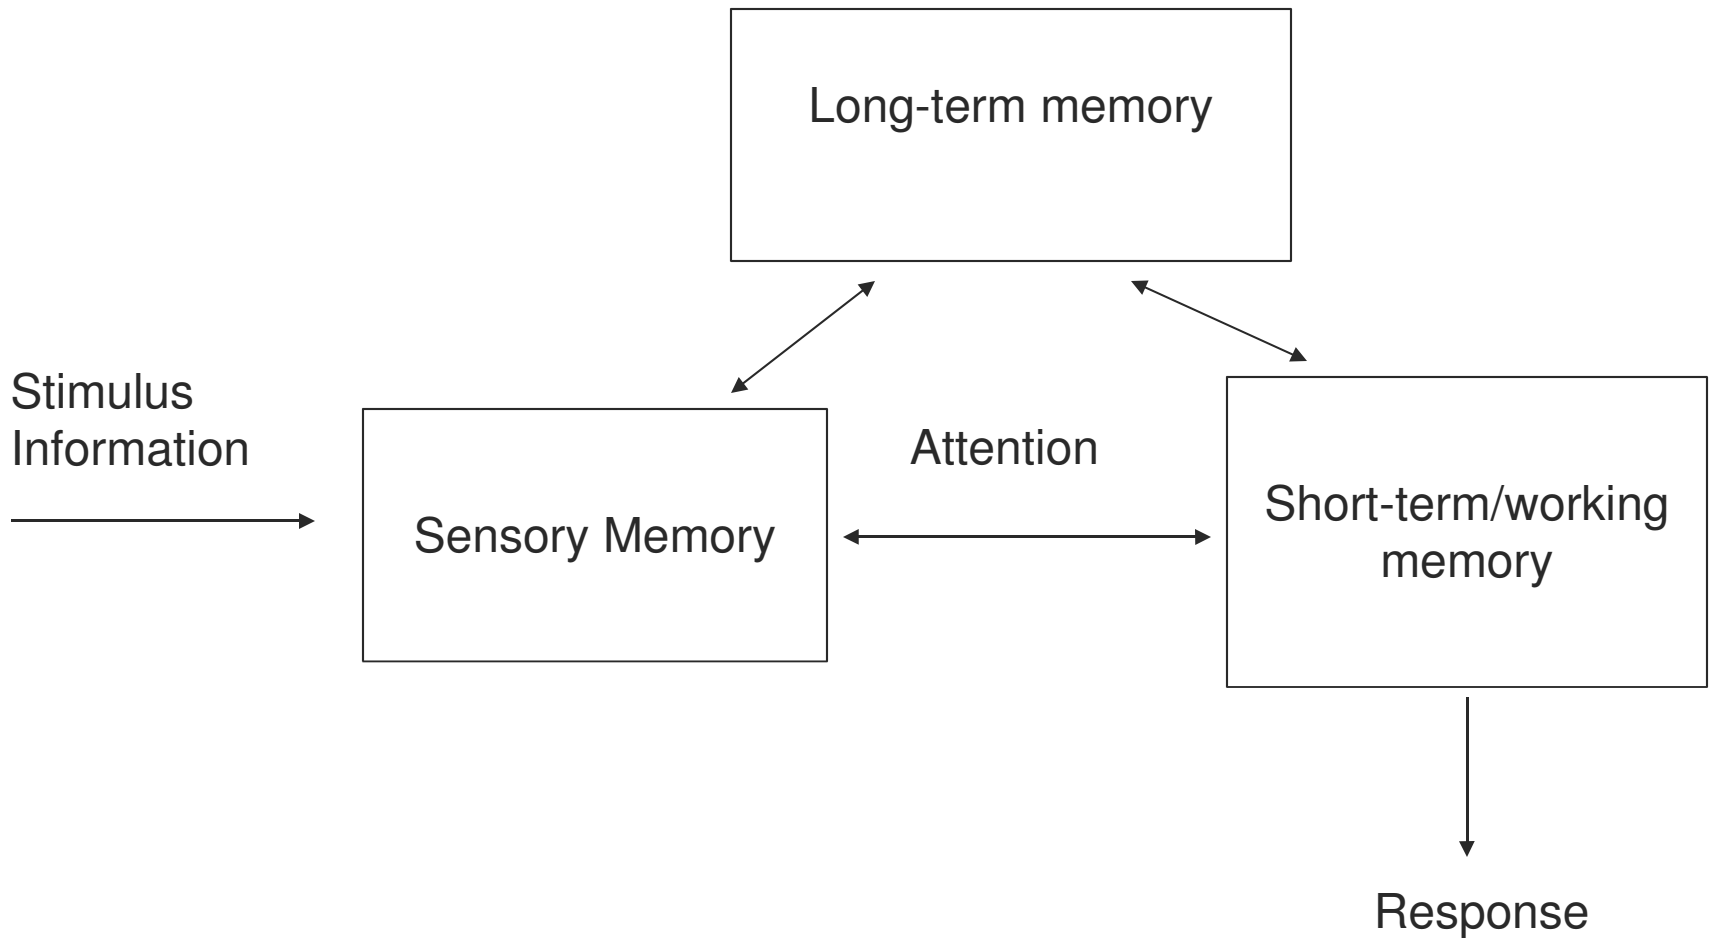 Long-term memory
Stimulus
Information
Attention
Sensory Memory
Short-term/working
memory
Response